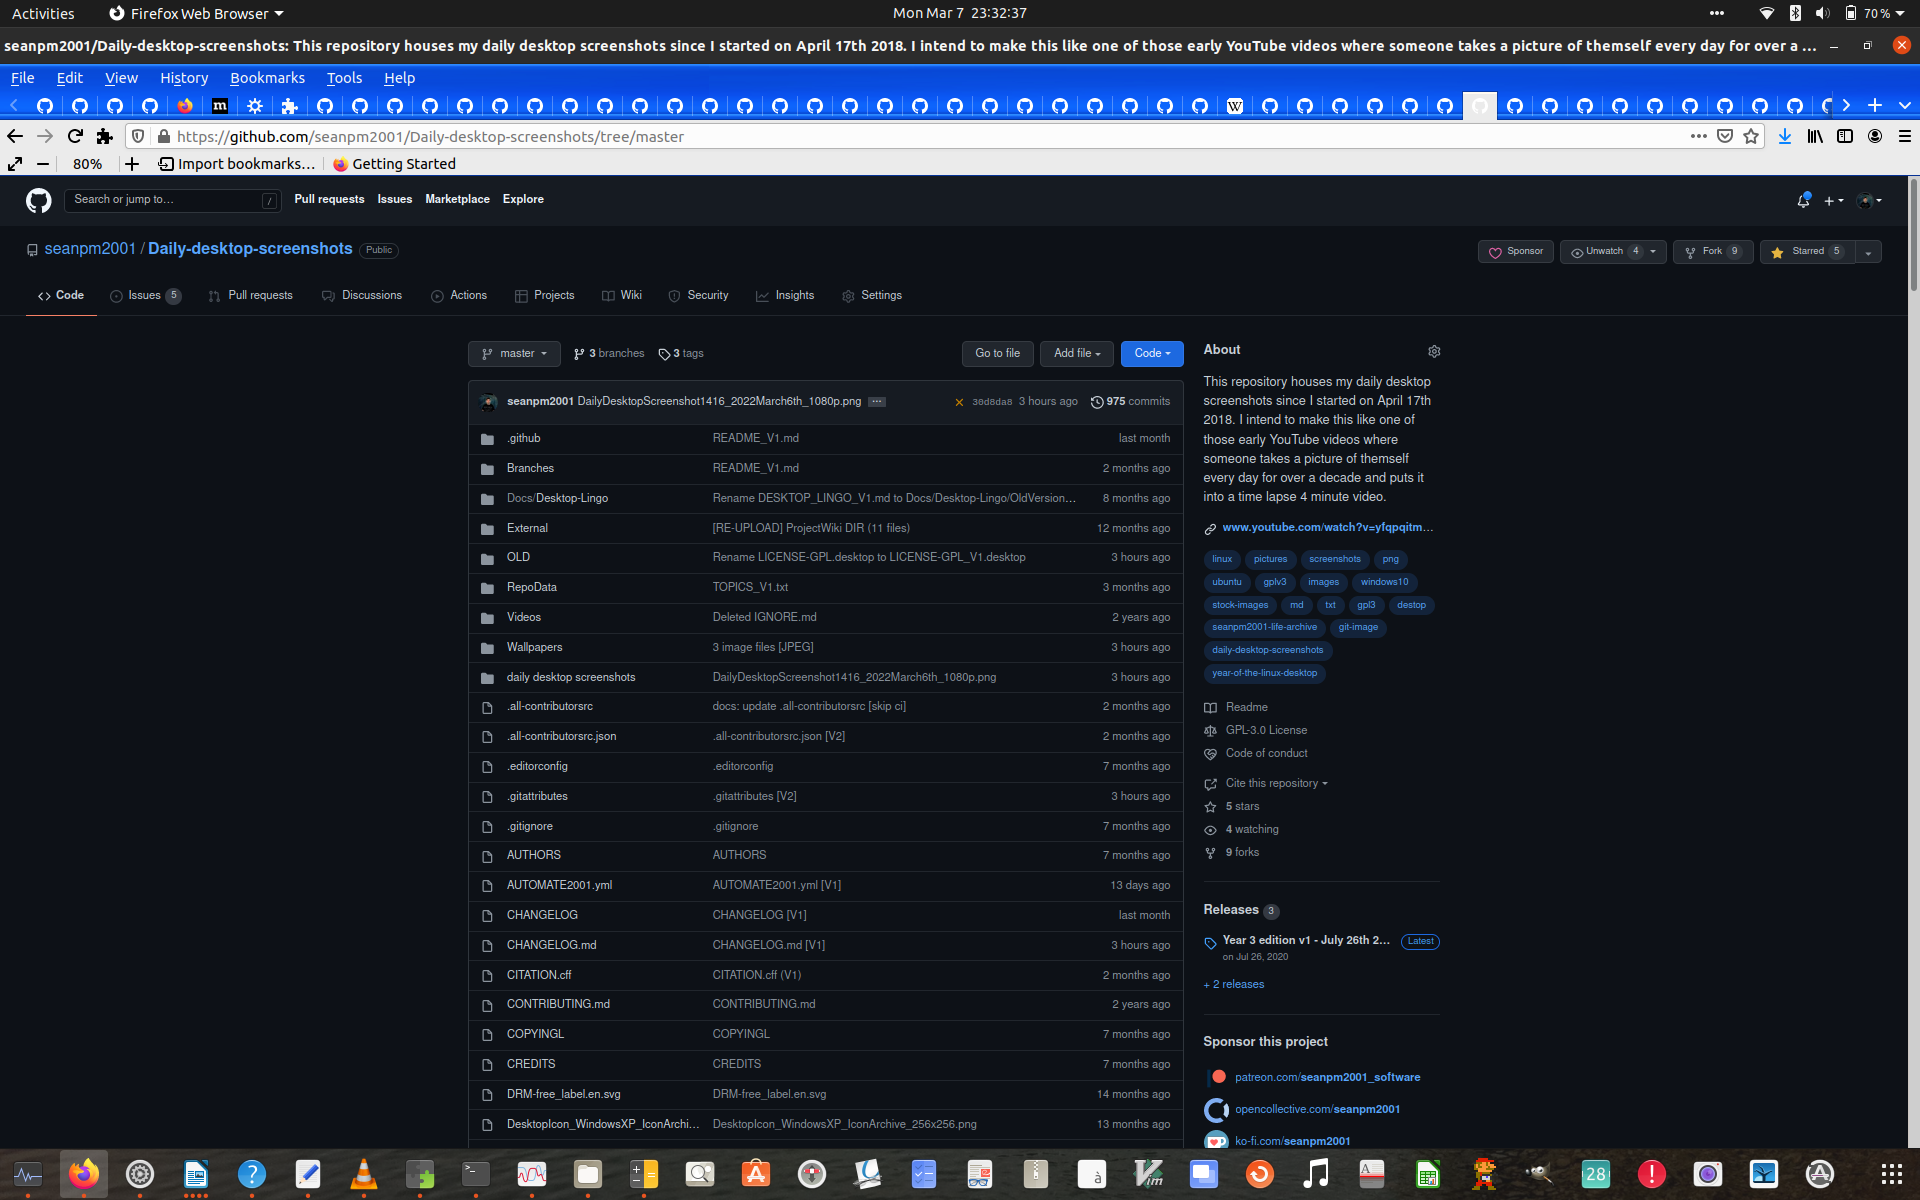 Activities Firefox Web Browser Mon Mar 7 23:32:37 70 %
seanpm2001/Daily-desktop-screenshots: This repository houses my daily desktop screenshots since I started on April 17th 2018. I intend to make this like one of those early YouTube videos where someone takes a picture of themself every day for over a ...
File Edit View History Bookmarks Tools Help
https://github.com/seanpm2001/Daily-desktop-screenshots/tree/master
80% Import bookmarks... Getting Started
Search or jump to... / Pull requests Issues Marketplace Explore
seanpm2001 / Daily-desktop-screenshots Public Sponsor Unwatch 4 Fork 9 Starred 5
Code Issues 5 Pull requests Discussions Actions Projects Wiki Security Insights Settings
master 3 branches 3 tags Go to file Add file Code
seanpm2001 DailyDesktopScreenshot1416_2022March6th_1080p.png ... 30d8da8 3 hours ago 975 commits
.github README_V1.md last month
Branches README_V1.md 2 months ago
Docs/Desktop-Lingo Rename DESKTOP_LINGO_V1.md to Docs/Desktop-Lingo/OldVersion... 8 months ago
External [RE-UPLOAD] ProjectWiki DIR (11 files) 12 months ago
OLD Rename LICENSE-GPL.desktop to LICENSE-GPL_V1.desktop 3 hours ago
RepoData TOPICS_V1.txt 3 months ago
Videos Deleted IGNORE.md 2 years ago
Wallpapers 3 image files [JPEG] 3 hours ago
daily desktop screenshots DailyDesktopScreenshot1416_2022March6th_1080p.png 3 hours ago
.all-contributorsrc docs: update .all-contributorsrc [skip ci] 2 months ago
.all-contributorsrc.json .all-contributorsrc.json [V2] 2 months ago
.editorconfig .editorconfig 7 months ago
.gitattributes .gitattributes [V2] 3 hours ago
.gitignore .gitignore 7 months ago
AUTHORS AUTHORS 7 months ago
AUTOMATE2001.yml AUTOMATE2001.yml [V1] 13 days ago
CHANGELOG CHANGELOG [V1] last month
CHANGELOG.md CHANGELOG.md [V1] 3 hours ago
CITATION.cff CITATION.cff (V1) 2 months ago
CONTRIBUTING.md CONTRIBUTING.md 2 years ago
COPYINGL COPYINGL 7 months ago
CREDITS CREDITS 7 months ago
DRM-free_label.en.svg DRM-free_label.en.svg 14 months ago
DesktopIcon_WindowsXP_IconArchi... DesktopIcon_WindowsXP_IconArchive_256x256.png 13 months ago
About
This repository houses my daily desktop
screenshots since I started on April 17th
2018. I intend to make this like one of
those early YouTube videos where
someone takes a picture of themself
every day for over a decade and puts it
into a time lapse 4 minute video.
www.youtube.com/watch?v=yfqpqitm...
linux pictures screenshots png
ubuntu gplv3 images windows10
stock-images md txt gpl3 destop
seanpm2001-life-archive git-image
daily-desktop-screenshots
year-of-the-linux-desktop
Readme
GPL-3.0 License
Code of conduct
Cite this repository
5 stars
4 watching
9 forks
Releases 3
Year 3 edition v1 - July 26th 2... Latest
on Jul 26, 2020
+ 2 releases
Sponsor this project
patreon.com/seanpm2001_software
opencollective.com/seanpm2001
ko-fi.com/seanpm2001
28